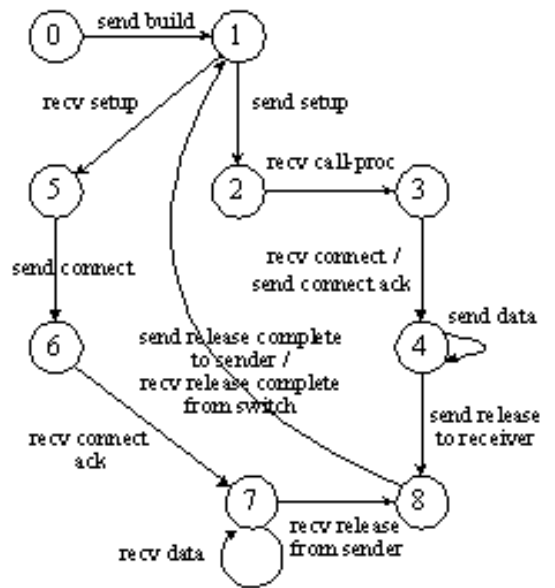 send build
0
1
recv setup
send setup
recv call-proc
5
2
3
recv connect /
send connect ack
send connect
send data
6
4
send release complete
to sender /
recv release complete
from switch
send release
to receiver
recv connect
ack
7
8
recv release
from sender
recv data